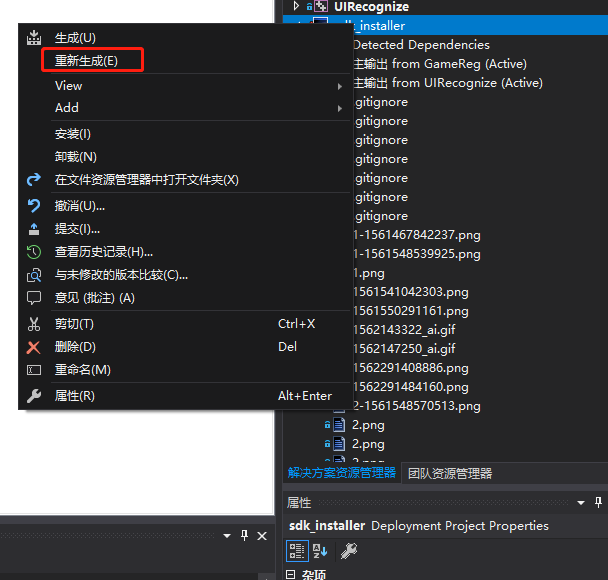 UIRecognize
sdk_installer
Detected Dependencies
主输出 from GameReg (Active)
主输出 from UIRecognize (Active)
.gitignore
.gitignore
.gitignore
.gitignore
.gitignore
.gitignore
.gitignore
1-1561467842237.png
1-1561548539925.png
1.png
1561541042303.png
1561550291161.png
1562143322_ai.gif
1562147250_ai.gif
1562291408886.png
1562291484160.png
2-1561548570513.png
2.png
2.png
生成(U)
重新生成(E)
View
Add
安装(I)
卸载(N)
在文件资源管理器中打开文件夹(X)
撤消(U)...
提交(I)...
查看历史记录(H)...
与未修改的版本比较(C)...
意见 (批注) (A)
剪切(T) Ctrl+X
删除(D) Del
重命名(M)
属性(R) Alt+Enter
解决方案资源管理器 团队资源管理器
属性
sdk_installer Deployment Project Properties
杂项